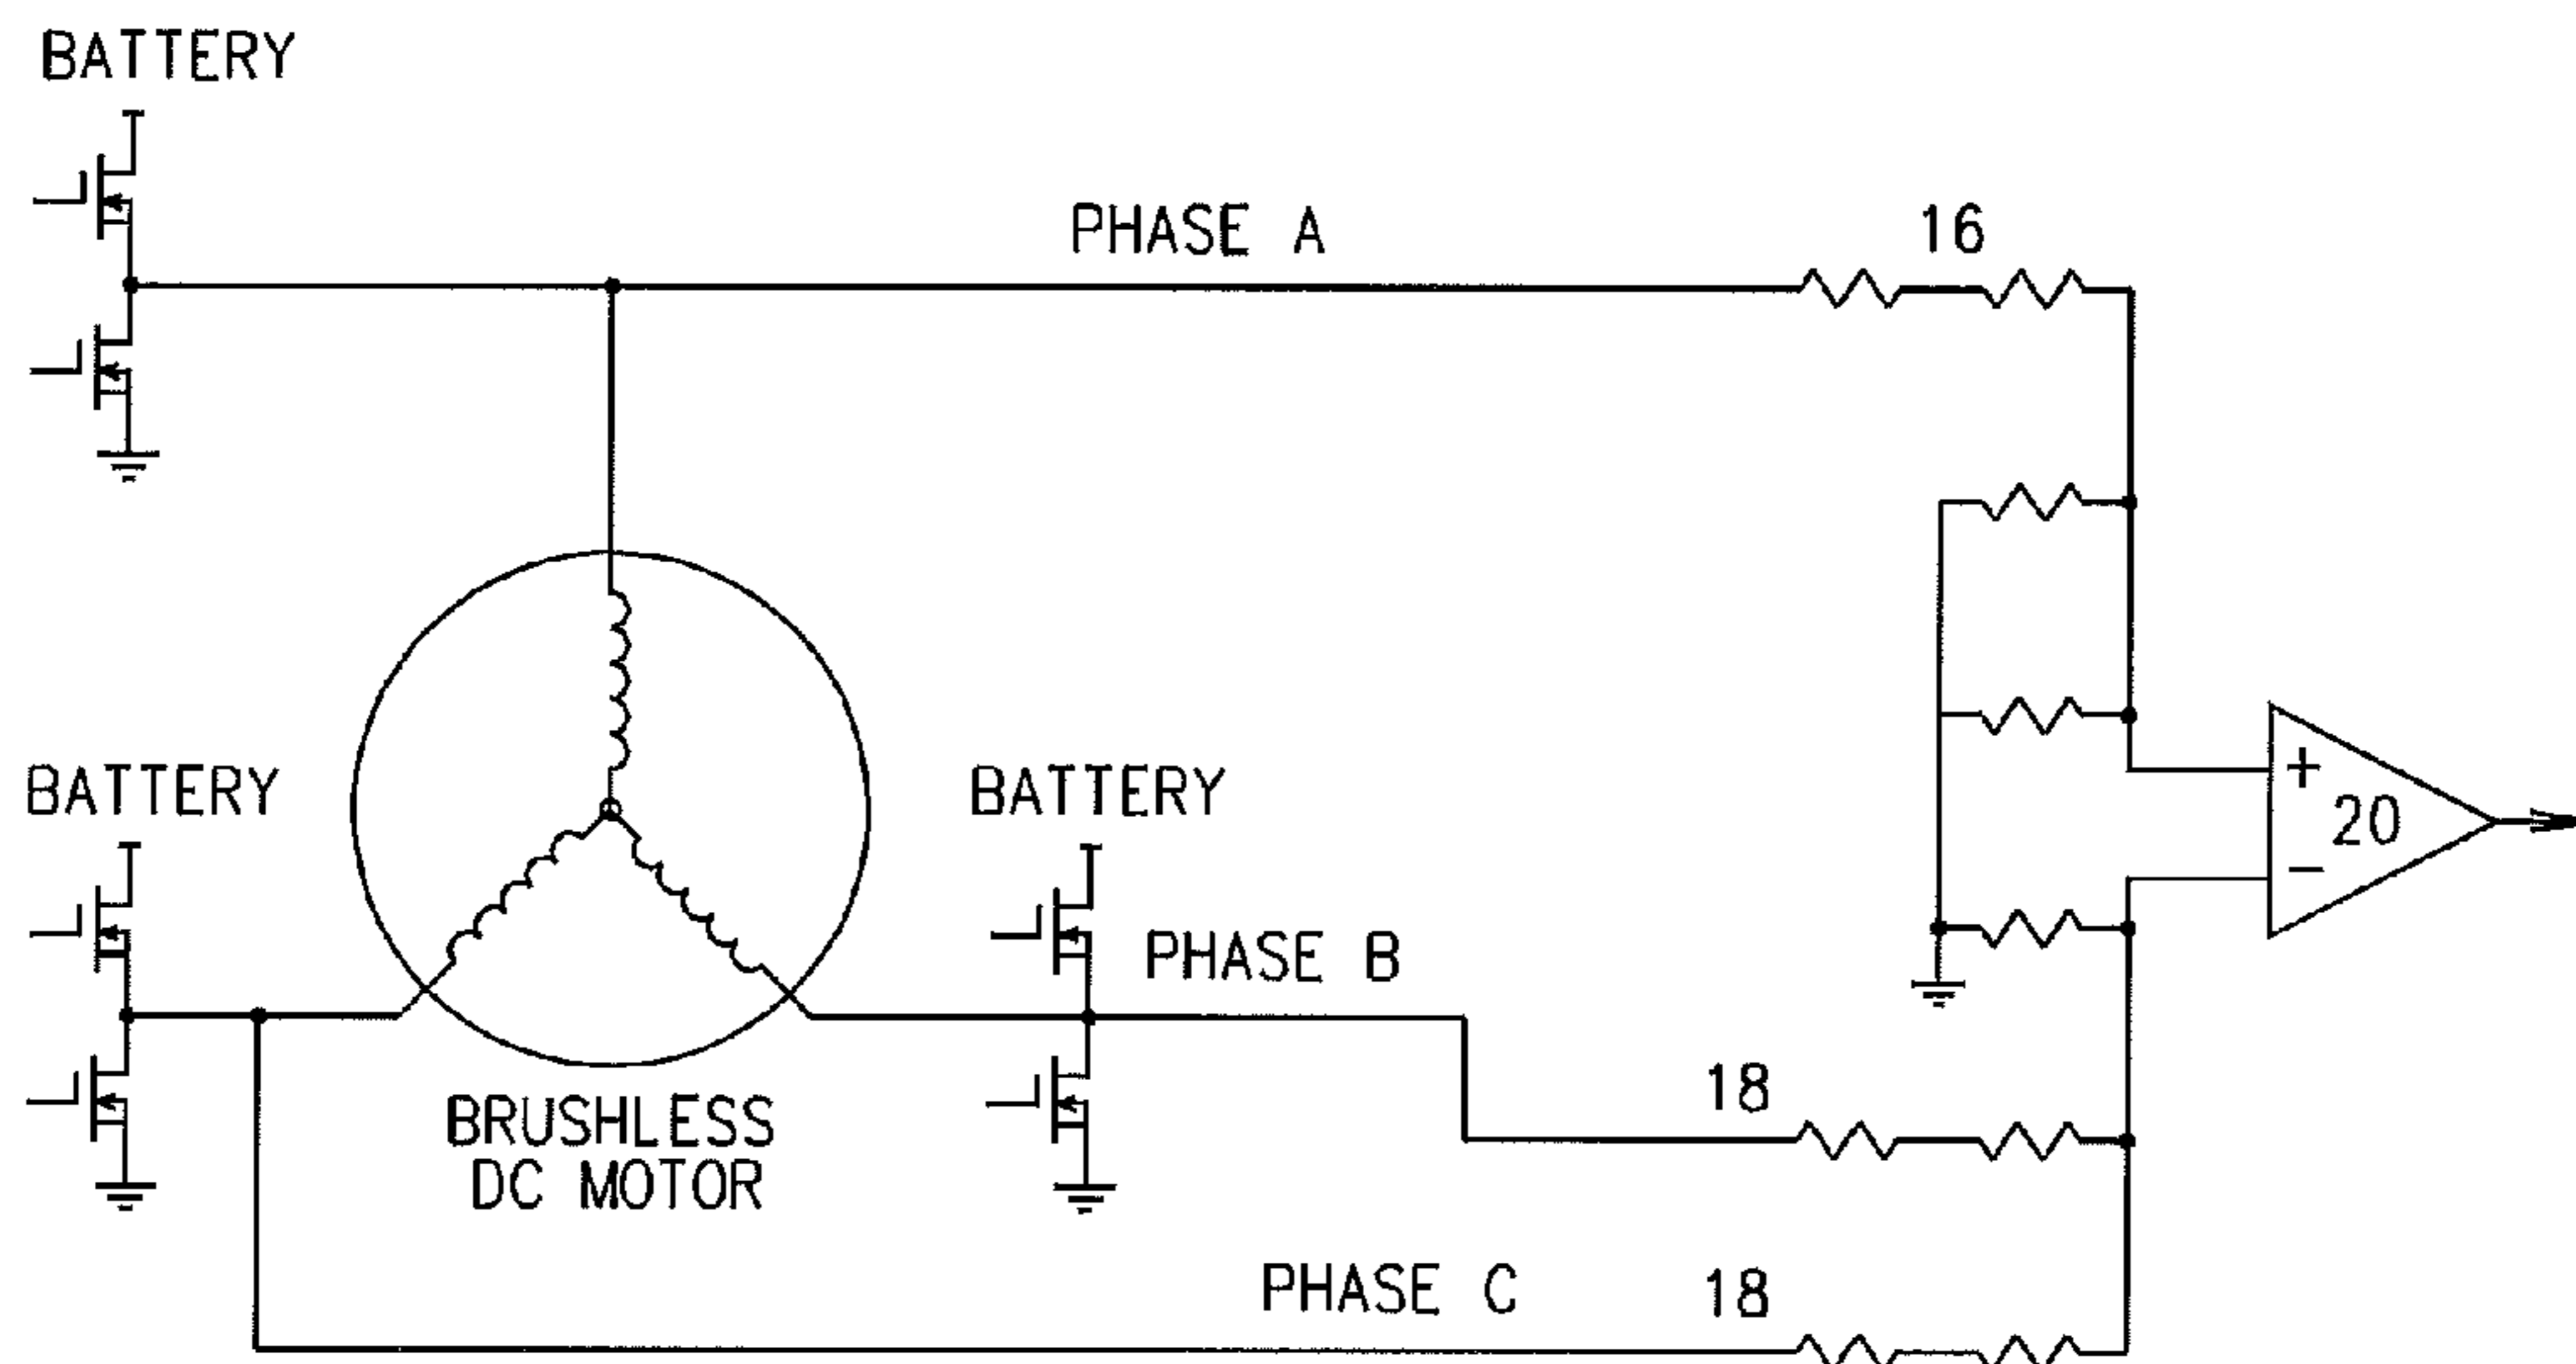 BATTERY
PHASE A
16
BATTERY
BATTERY
+
20
−
PHASE B
BRUSHLESS
DC MOTOR
18
PHASE C
18